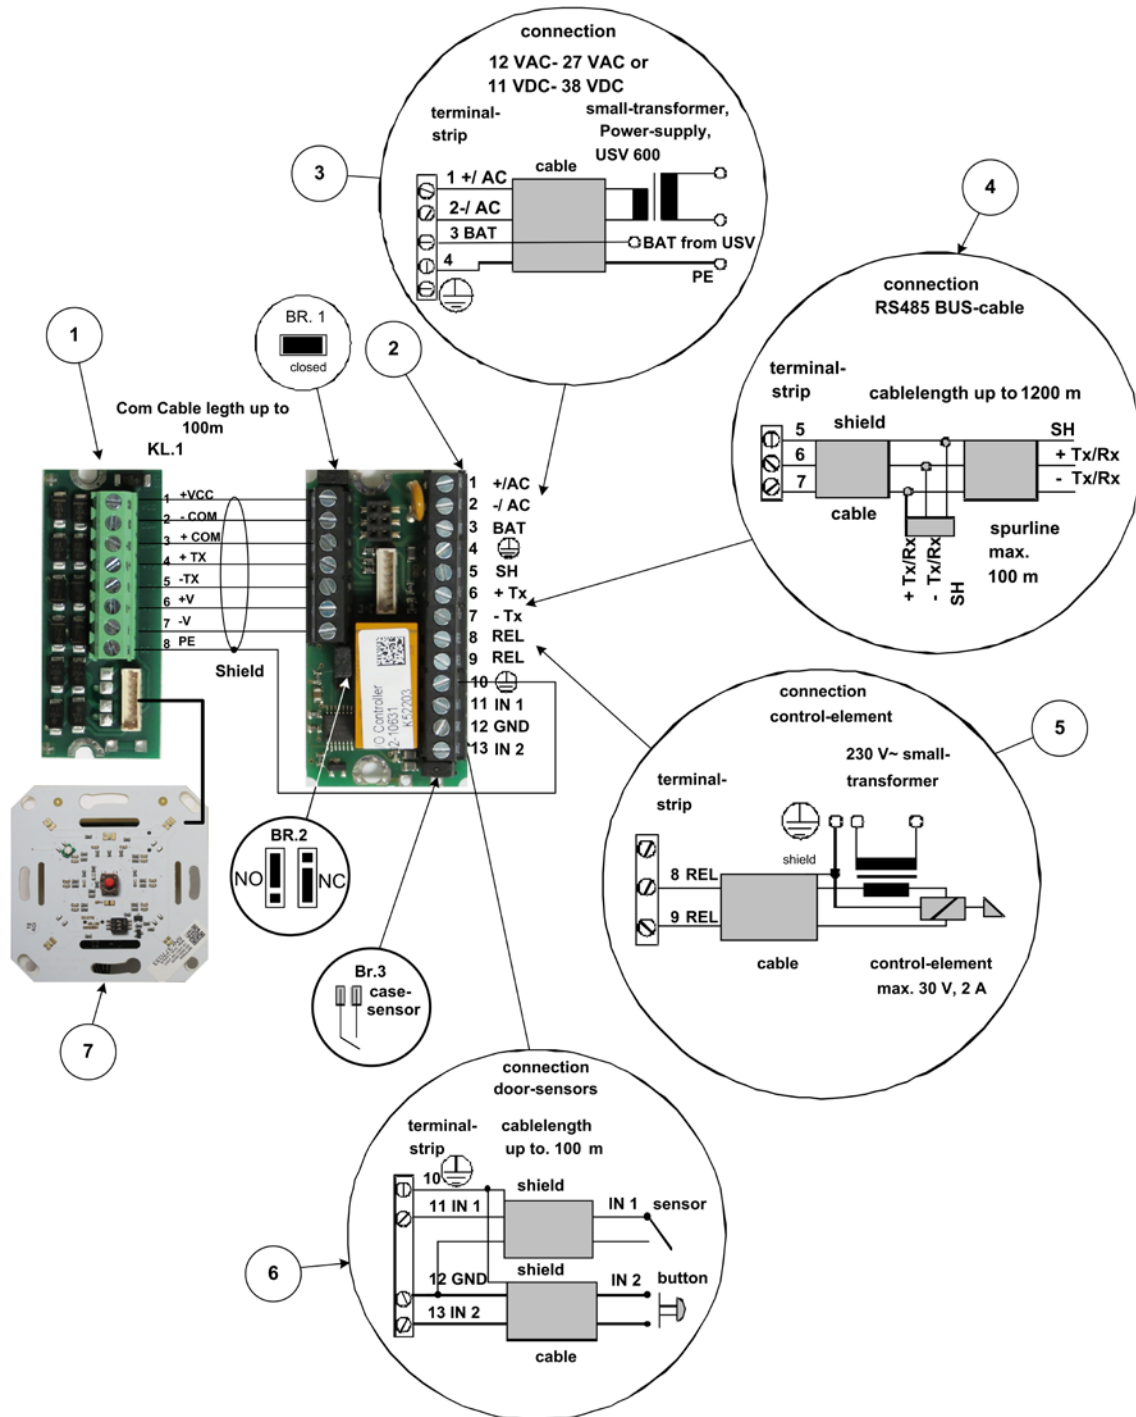 connection
12 VAC- 27 VAC or
11 VDC- 38 VDC
terminal-
strip
small-transformer,
Power-supply,
USV 600
cable
1 +/ AC
2-/ AC
3 BAT
4
BAT from USV
PE
3
4
connection
RS485 BUS-cable
terminal-
strip
cablelength up to 1200 m
shield
5
6
7
SH
+ Tx/Rx
- Tx/Rx
cable
spurline
max.
100 m
+ Tx/Rx
- Tx/Rx
SH
1
BR. 1
closed
2
Com Cable legth up to
100m
KL.1
1 +VCC
2 - COM
3 + COM
4 + TX
5 -TX
6 +V
7 -V
8 PE
Shield
1 +/AC
2 -/ AC
3 BAT
4
5 SH
6 + Tx
7 - Tx
8 REL
9 REL
10
11 IN 1
12 GND
13 IN 2
O Controller
2-10631
K52203
BR.2
NO
NC
Br.3
case-
sensor
7
connection
control-element
5
230 V~ small-
transformer
terminal-
strip
shield
8 REL
9 REL
cable
control-element
max. 30 V, 2 A
connection
door-sensors
terminal-
strip
cablelength
up to. 100 m
10
shield
11 IN 1
IN 1
sensor
6
12 GND
shield
IN 2
button
13 IN 2
cable